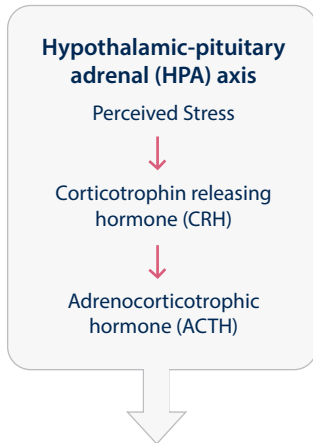 Hypothalamic-pituitary
adrenal (HPA) axis
Perceived Stress
Corticotrophin releasing
hormone (CRH)
Adrenocorticotrophic
hormone (ACTH)